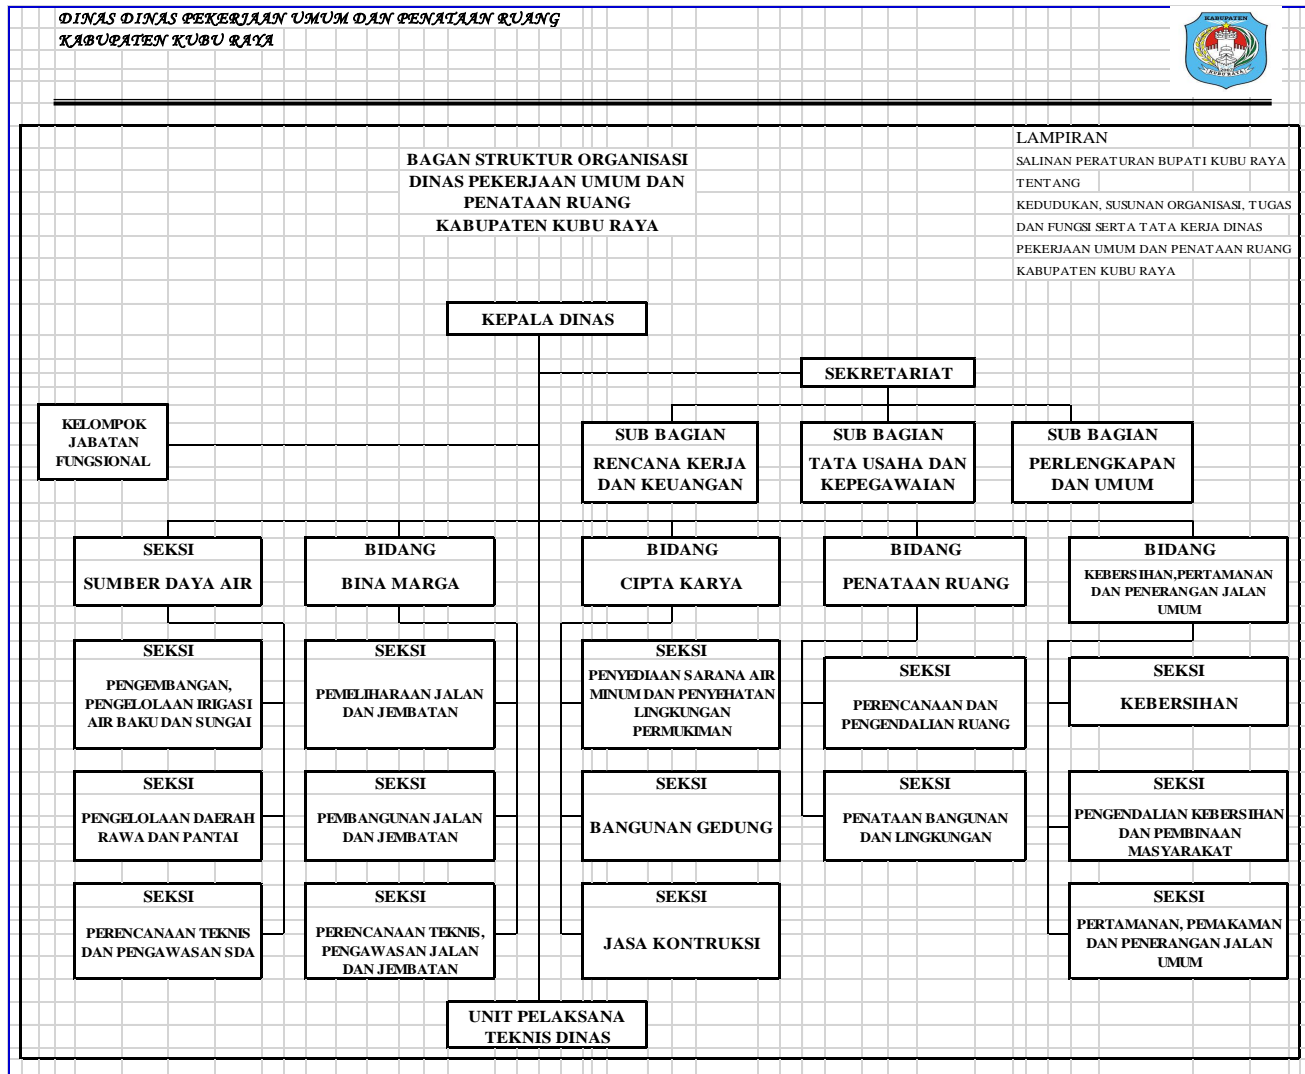 DINAS DINAS PEKERJAAN UMUM DAN PENATAAN RUANG
KABUPATEN KUBU RAYA
KABUPATEN
KUBU RAYA
LAMPIRAN
SALINAN PERATURAN BUPATI KUBU RAYA
TENTANG
KEDUDUKAN, SUSUNAN ORGANISASI, TUGAS
DAN FUNGSI SERTA TATA KERJA DINAS
PEKERJAAN UMUM DAN PENATAAN RUANG
KABUPATEN KUBU RAYA
BAGAN STRUKTUR ORGANISASI
DINAS PEKERJAAN UMUM DAN
PENATAAN RUANG
KABUPATEN KUBU RAYA
KEPALA DINAS
SEKRETARIAT
KELOMPOK
JABATAN
FUNGSIONAL
SUB BAGIAN
RENCANA KERJA
DAN KEUANGAN
SUB BAGIAN
TATA USAHA DAN
KEPEGAWAIAN
SUB BAGIAN
PERLENGKAPAN
DAN UMUM
SEKSI
SUMBER DAYA AIR
BIDANG
BINA MARGA
BIDANG
CIPTA KARYA
BIDANG
PENATAAN RUANG
BIDANG
KEBERSIHAN,PERTAMANAN
DAN PENERANGAN JALAN
UMUM
SEKSI
PENGEMBANGAN,
PENGELOLAAN IRIGASI
AIR BAKU DAN SUNGAI
SEKSI
PEMELIHARAAN JALAN
DAN JEMBATAN
SEKSI
PENYEDIAAN SARANA AIR
MINUM DAN PENYEHATAN
LINGKUNGAN
PERMUKIMAN
SEKSI
PERENCANAAN DAN
PENGENDALIAN RUANG
SEKSI
KEBERSIHAN
SEKSI
PENGELOLAAN DAERAH
RAWA DAN PANTAI
SEKSI
PEMBANGUNAN JALAN
DAN JEMBATAN
SEKSI
BANGUNAN GEDUNG
SEKSI
PENATAAN BANGUNAN
DAN LINGKUNGAN
SEKSI
PENGENDALIAN KEBERSIHAN
DAN PEMBINAAN
MASYARAKAT
SEKSI
PERENCANAAN TEKNIS
DAN PENGAWASAN SDA
SEKSI
PERENCANAAN TEKNIS,
PENGAWASAN JALAN
DAN JEMBATAN
SEKSI
JASA KONTRUKSI
SEKSI
PERTAMANAN, PEMAKAMAN
DAN PENERANGAN JALAN
UMUM
UNIT PELAKSANA
TEKNIS DINAS